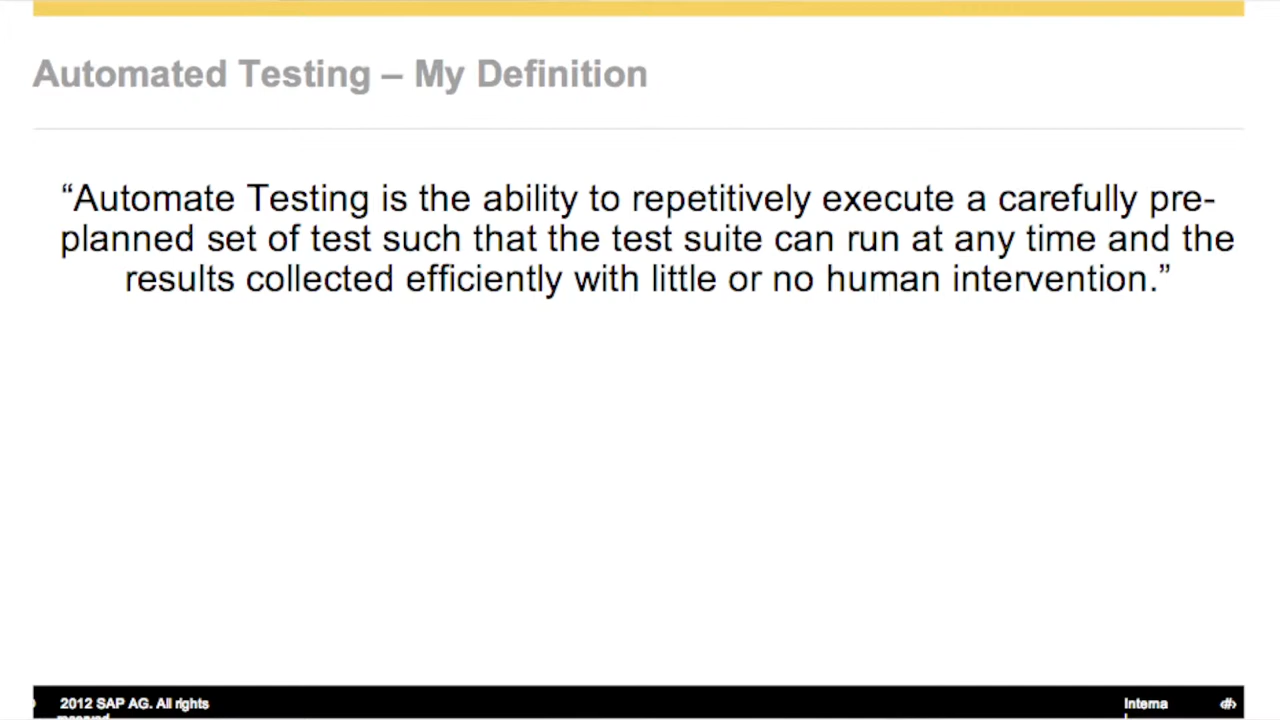 Automated Testing – My Definition
“Automate Testing is the ability to repetitively execute a carefully pre-
planned set of test such that the test suite can run at any time and the
results collected efficiently with little or no human intervention.”
2012 SAP AG. All rights
reserved
Interna
l
‹#›